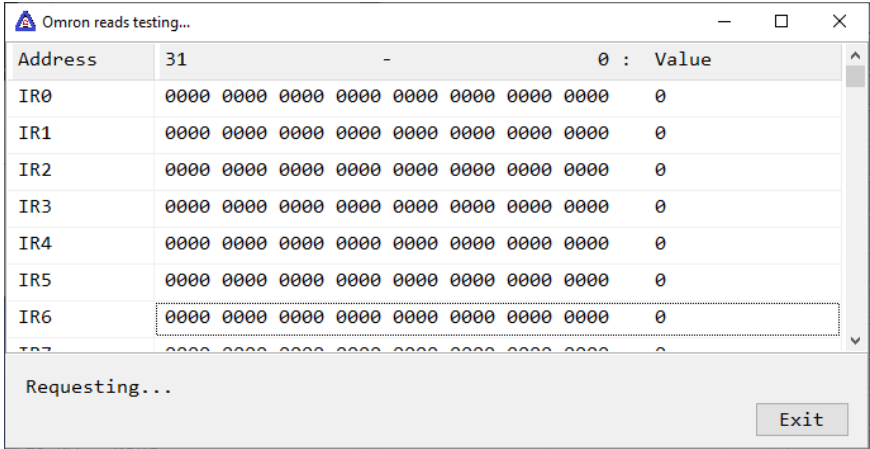 Omron reads testing...
Address 31 - 0 : Value
IR0 0000 0000 0000 0000 0000 0000 0000 0000 0
IR1 0000 0000 0000 0000 0000 0000 0000 0000 0
IR2 0000 0000 0000 0000 0000 0000 0000 0000 0
IR3 0000 0000 0000 0000 0000 0000 0000 0000 0
IR4 0000 0000 0000 0000 0000 0000 0000 0000 0
IR5 0000 0000 0000 0000 0000 0000 0000 0000 0
IR6 0000 0000 0000 0000 0000 0000 0000 0000 0
Requesting...
Exit